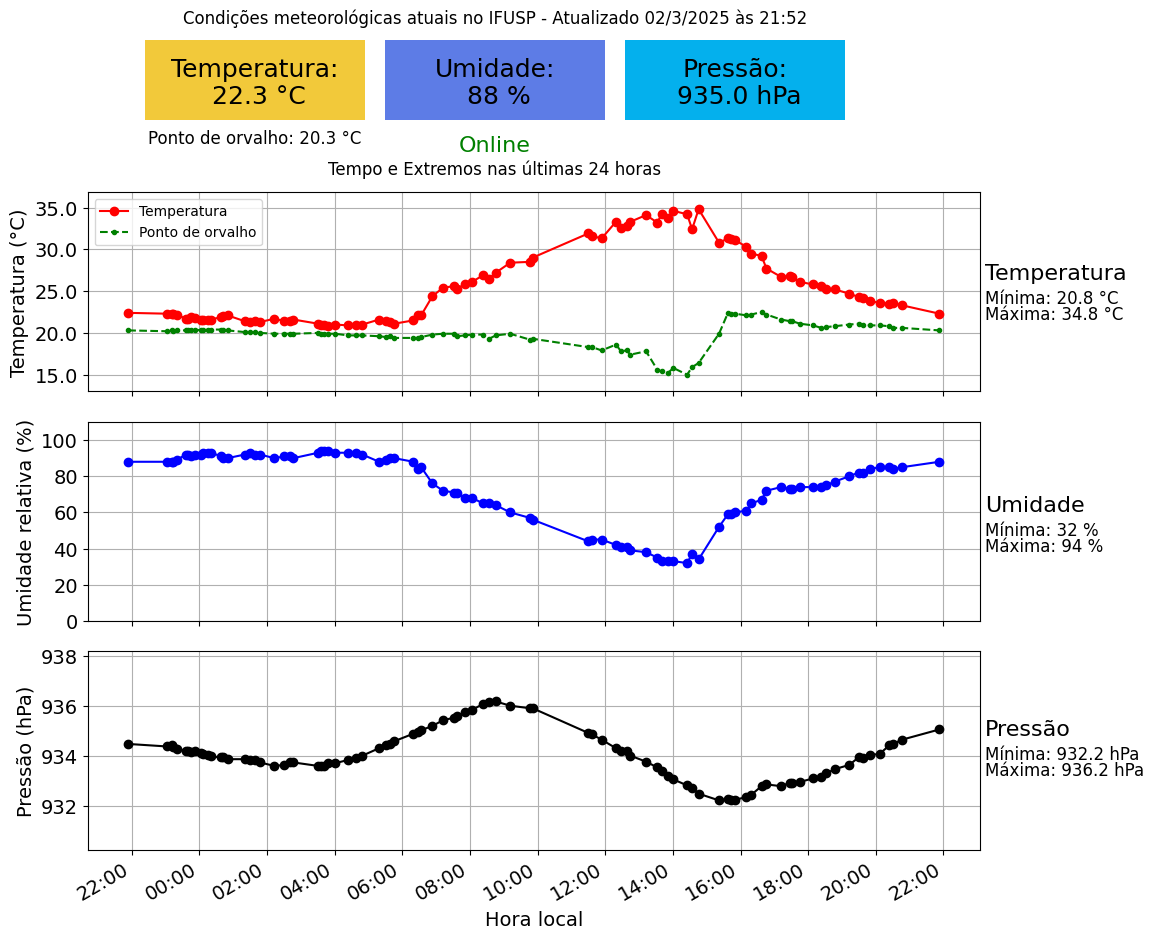 Condições meteorológicas atuais no IFUSP - Atualizado 02/3/2025 às 21:52
Temperatura:
22.3 °C
Umidade:
88 %
Pressão:
935.0 hPa
Ponto de orvalho: 20.3 °C
Online
Tempo e Extremos nas últimas 24 horas
Temperatura (°C)
35.0
30.0
25.0
20.0
15.0
Temperatura
Ponto de orvalho
Temperatura
Mínima: 20.8 °C
Máxima: 34.8 °C
Umidade relativa (%)
100
80
60
40
20
0
Umidade
Mínima: 32 %
Máxima: 94 %
Pressão (hPa)
938
936
934
932
Pressão
Mínima: 932.2 hPa
Máxima: 936.2 hPa
22:00 00:00 02:00 04:00 06:00 08:00 10:00 12:00 14:00 16:00 18:00 20:00 22:00
Hora local